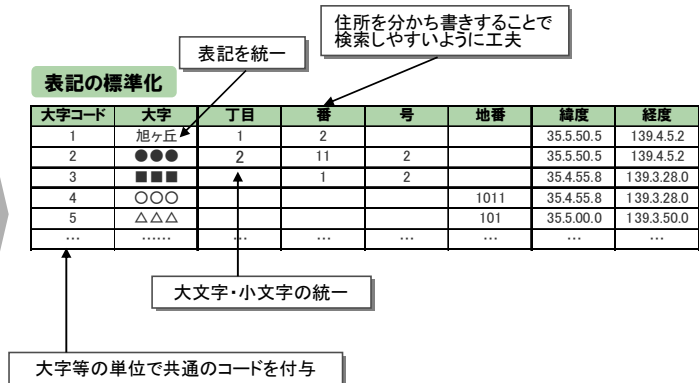 住所を分かち書きすることで
検索しやすいように工夫
表記を統一
表記の標準化
大字コード 大字 丁目 番 号 地番 緯度 経度
1 旭ヶ丘 1 2 35.5.50.5 139.4.5.2
2 ●●● 2 11 2 35.5.50.5 139.4.5.2
3 ■■■ 1 2 35.4.55.8 139.3.28.0
4 ○○○ 1011 35.4.55.8 139.3.28.0
5 △△△ 101 35.5.00.0 139.3.50.0
… …… … … … … … …
大文字・小文字の統一
大字等の単位で共通のコードを付与